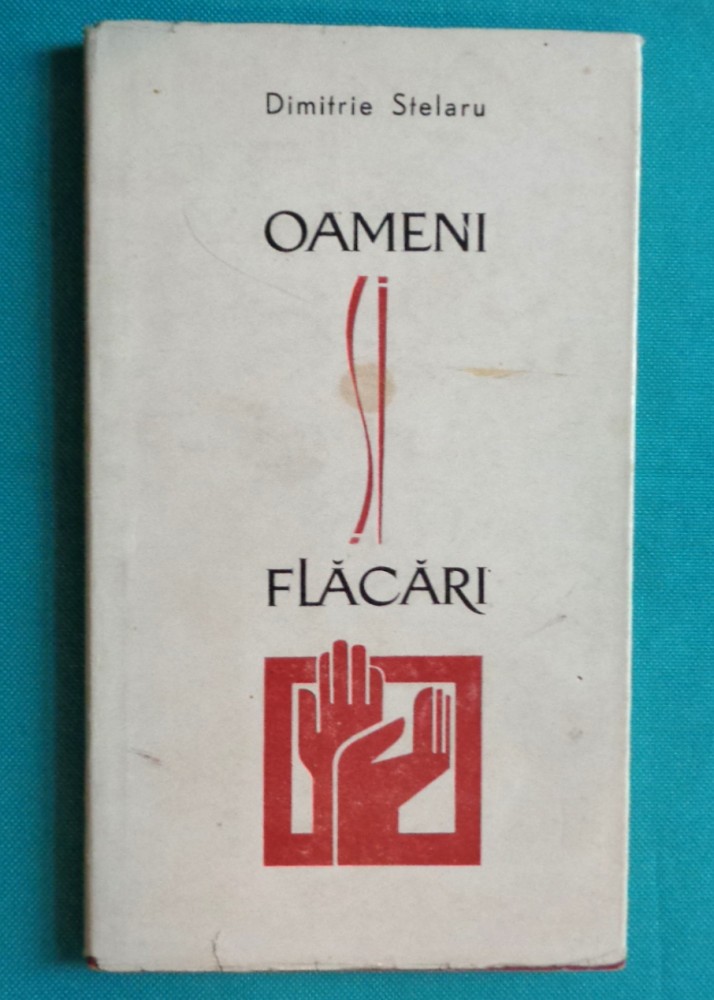 Dimitrie Stelaru
OAMENI
ȘI
FLĂCĂRI